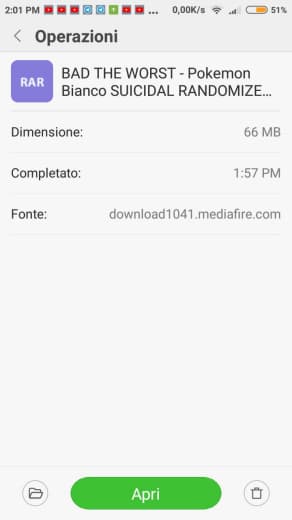 2:01 PM ... 0,00K/s 51%
Operazioni
RAR
BAD THE WORST - Pokemon
Bianco SUICIDAL RANDOMIZE...
Dimensione: 66 MB
Completato: 1:57 PM
Fonte: download1041.mediafire.com
Apri